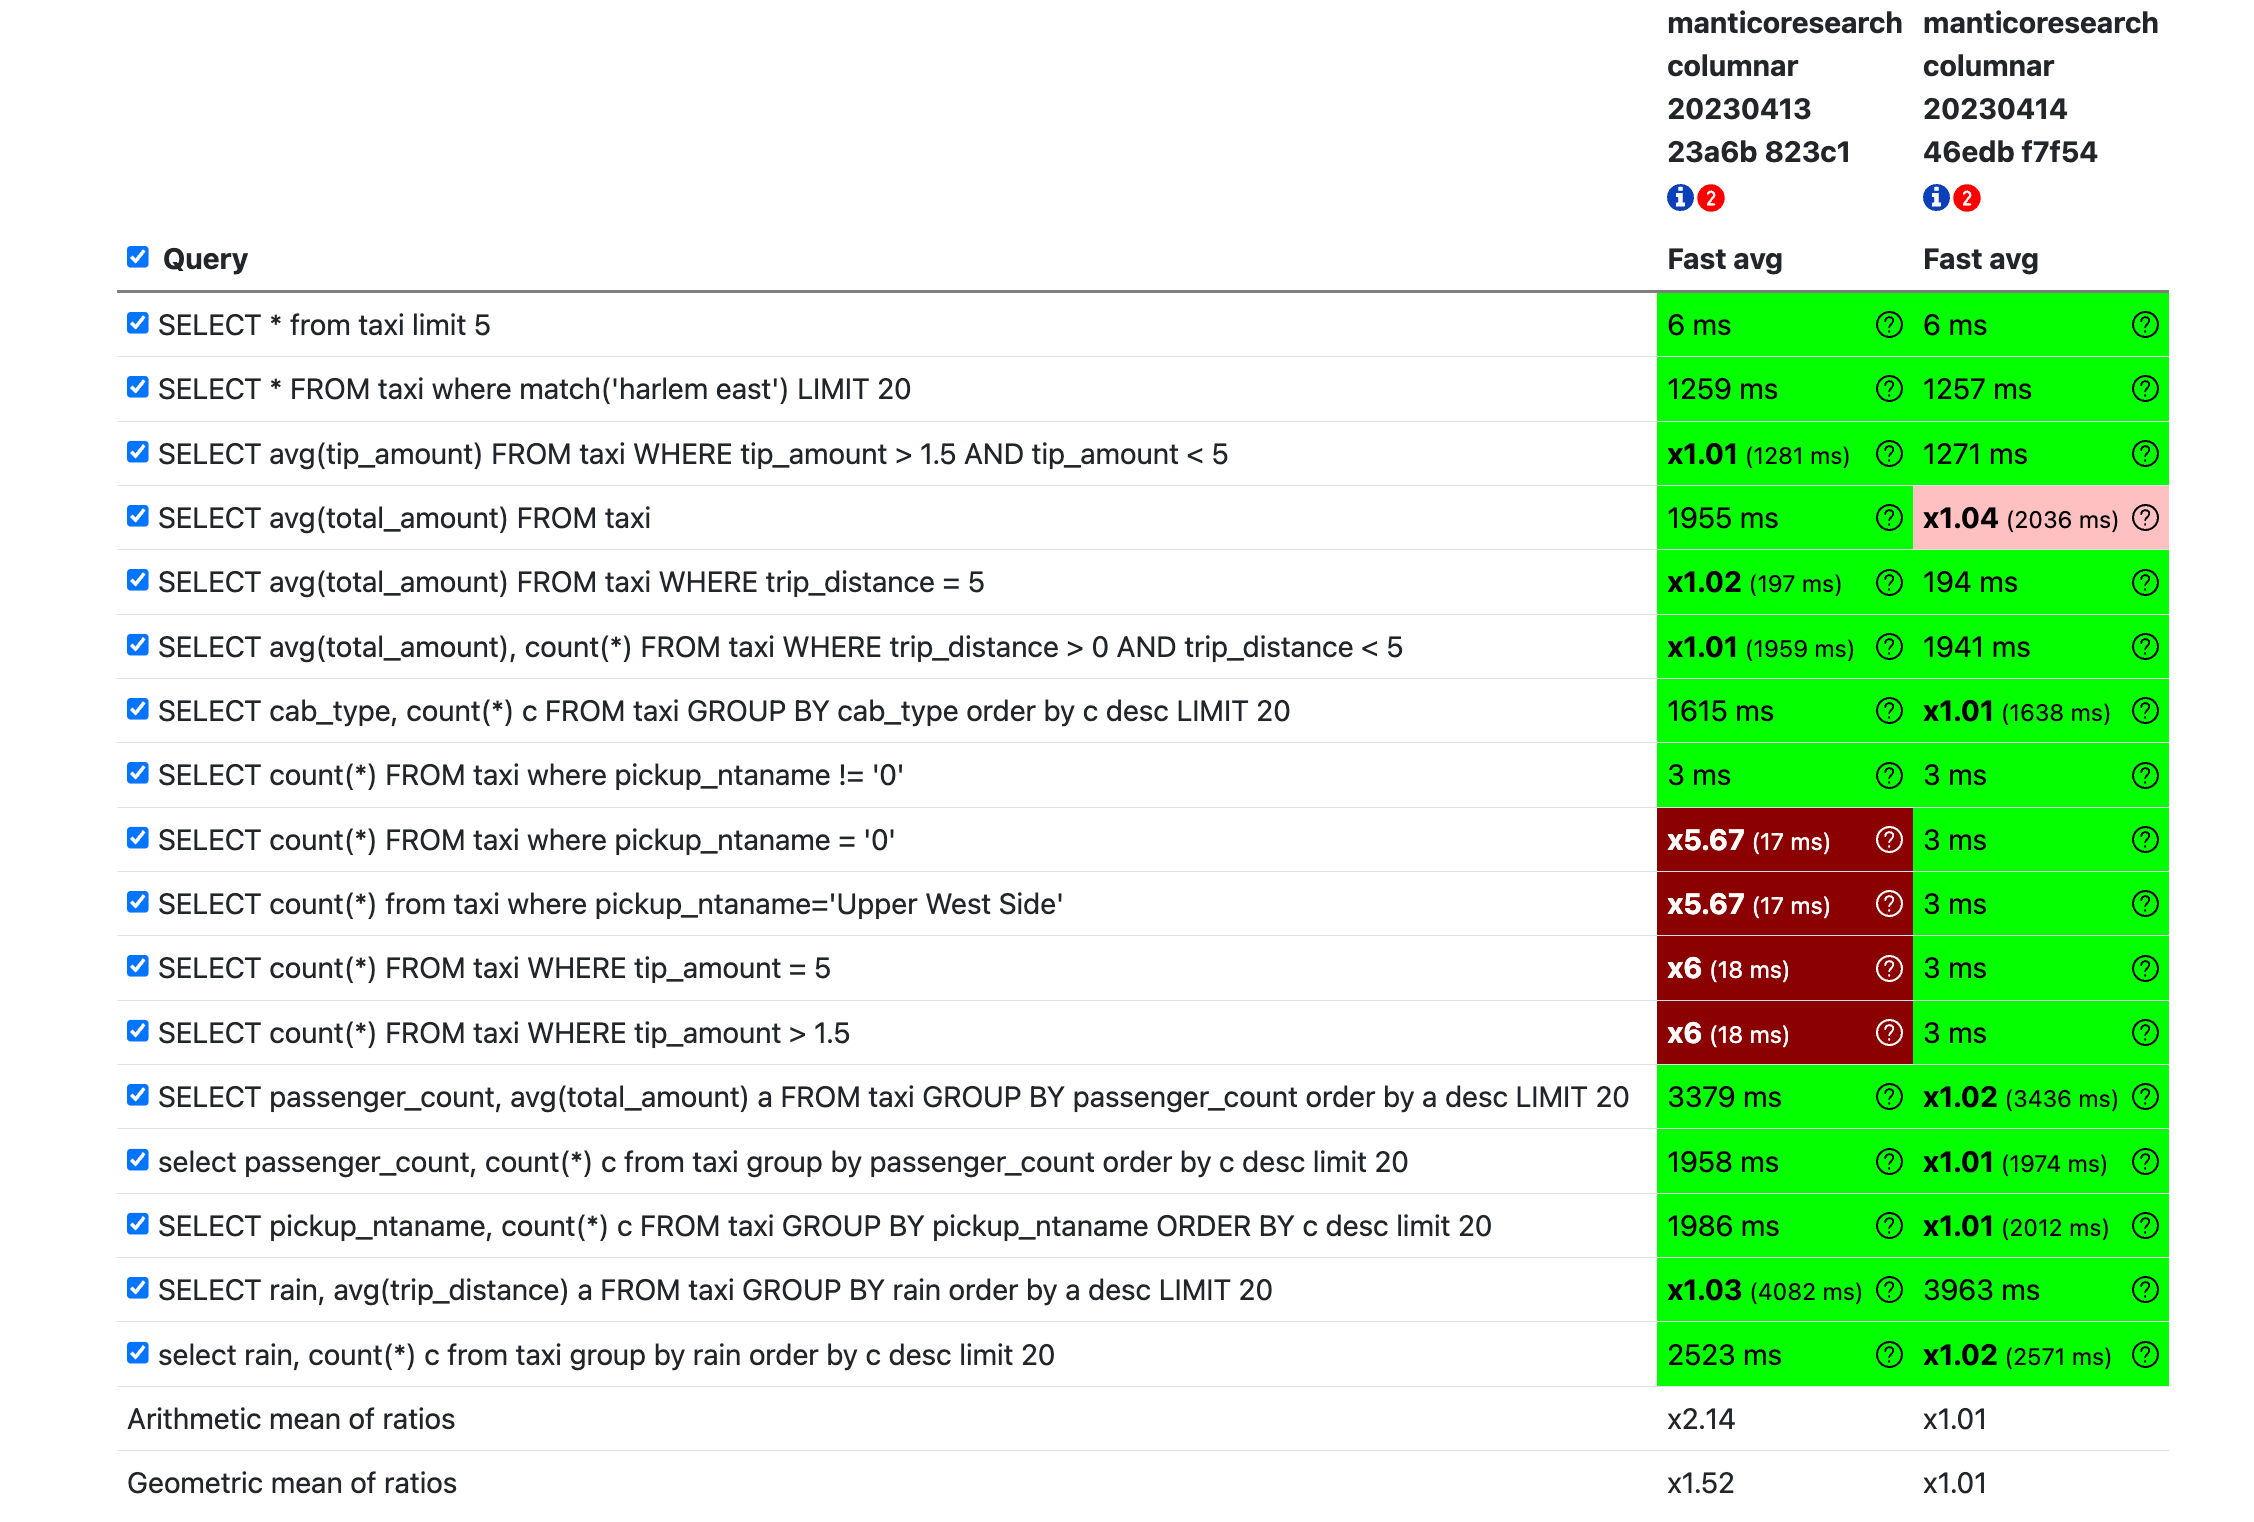 manticoresearch columnar 20230413 23a6b 823c1
manticoresearch columnar 20230414 46edb f7f54
i 2 i 2
Query Fast avg Fast avg
SELECT * from taxi limit 5 6 ms ? 6 ms ?
SELECT * FROM taxi where match('harlem east') LIMIT 20 1259 ms ? 1257 ms ?
SELECT avg(tip_amount) FROM taxi WHERE tip_amount > 1.5 AND tip_amount < 5 x1.01 (1281 ms) ? 1271 ms ?
SELECT avg(total_amount) FROM taxi 1955 ms ? x1.04 (2036 ms) ?
SELECT avg(total_amount) FROM taxi WHERE trip_distance = 5 x1.02 (197 ms) ? 194 ms ?
SELECT avg(total_amount), count(*) FROM taxi WHERE trip_distance > 0 AND trip_distance < 5 x1.01 (1959 ms) ? 1941 ms ?
SELECT cab_type, count(*) c FROM taxi GROUP BY cab_type order by c desc LIMIT 20 1615 ms ? x1.01 (1638 ms) ?
SELECT count(*) FROM taxi where pickup_ntaname != '0' 3 ms ? 3 ms ?
SELECT count(*) FROM taxi where pickup_ntaname = '0' x5.67 (17 ms) ? 3 ms ?
SELECT count(*) from taxi where pickup_ntaname='Upper West Side' x5.67 (17 ms) ? 3 ms ?
SELECT count(*) FROM taxi WHERE tip_amount = 5 x6 (18 ms) ? 3 ms ?
SELECT count(*) FROM taxi WHERE tip_amount > 1.5 x6 (18 ms) ? 3 ms ?
SELECT passenger_count, avg(total_amount) a FROM taxi GROUP BY passenger_count order by a desc LIMIT 20 3379 ms ? x1.02 (3436 ms) ?
select passenger_count, count(*) c from taxi group by passenger_count order by c desc limit 20 1958 ms ? x1.01 (1974 ms) ?
SELECT pickup_ntaname, count(*) c FROM taxi GROUP BY pickup_ntaname ORDER BY c desc limit 20 1986 ms ? x1.01 (2012 ms) ?
SELECT rain, avg(trip_distance) a FROM taxi GROUP BY rain order by a desc LIMIT 20 x1.03 (4082 ms) ? 3963 ms ?
select rain, count(*) c from taxi group by rain order by c desc limit 20 2523 ms ? x1.02 (2571 ms) ?
Arithmetic mean of ratios x2.14 x1.01
Geometric mean of ratios x1.52 x1.01